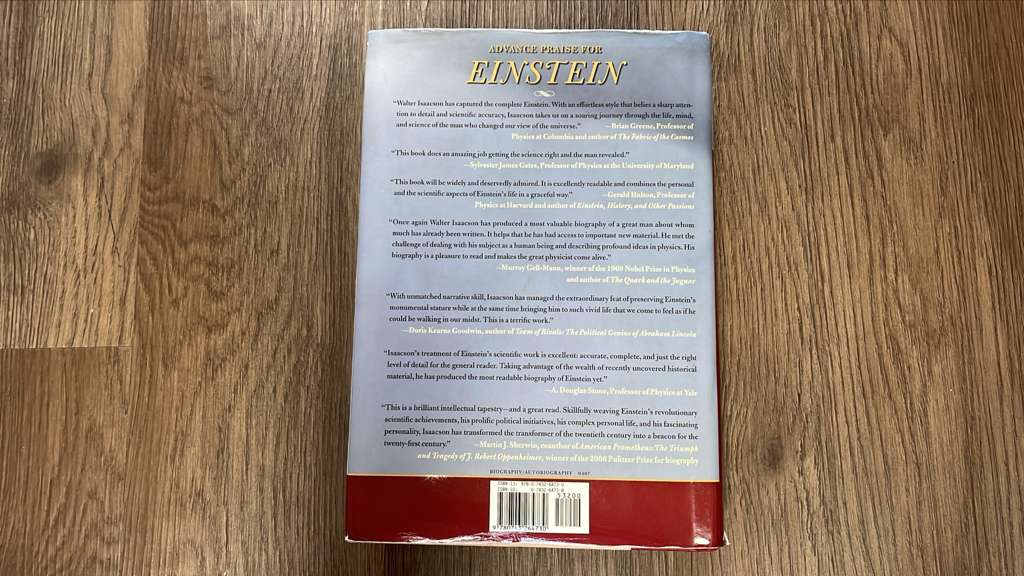 ADVANCE PRAISE FOR
EINSTEIN
“Walter Isaacson has captured the complete Einstein. With an effortless style that belies a sharp atten-
tion to detail and scientific accuracy, Isaacson takes us on a soaring journey through the life, mind,
and science of the man who changed our view of the universe.” —Brian Greene, Professor of
Physics at Columbia and author of The Fabric of the Cosmos
“This book does an amazing job getting the science right and the man revealed.”
—Sylvester James Gates, Professor of Physics at the University of Maryland
“This book will be widely and deservedly admired. It is excellently readable and combines the personal
and the scientific aspects of Einstein’s life in a graceful way.” —Gerald Holton, Professor of
Physics at Harvard and author of Einstein, History, and Other Passions
“Once again Walter Isaacson has produced a most valuable biography of a great man about whom
much has already been written. It helps that he has had access to important new material. He met the
challenge of dealing with his subject as a human being and describing profound ideas in physics. His
biography is a pleasure to read and makes the great physicist come alive.”
—Murray Gell-Mann, winner of the 1969 Nobel Prize in Physics
and author of The Quark and the Jaguar
“With unmatched narrative skill, Isaacson has managed the extraordinary feat of preserving Einstein’s
monumental stature while at the same time bringing him to such vivid life that we come to feel as if he
could be walking in our midst. This is a terrific work.”
—Doris Kearns Goodwin, author of Team of Rivals: The Political Genius of Abraham Lincoln
“Isaacson’s treatment of Einstein’s scientific work is excellent: accurate, complete, and just the right
level of detail for the general reader. Taking advantage of the wealth of recently uncovered historical
material, he has produced the most readable biography of Einstein yet.”
—A. Douglas Stone, Professor of Physics at Yale
“This is a brilliant intellectual tapestry—and a great read. Skillfully weaving Einstein’s revolutionary
scientific achievements, his prolific political initiatives, his complex personal life, and his fascinating
personality, Isaacson has transformed the transformer of the twentieth century into a beacon for the
twenty-first century.” —Martin J. Sherwin, coauthor of American Prometheus: The Triumph
and Tragedy of J. Robert Oppenheimer, winner of the 2006 Pulitzer Prize for biography
BIOGRAPHY/AUTOBIOGRAPHY 0407
ISBN-13: 978-0-7432-6473-0
ISBN-10: 0-7432-6473-8
53200
9 780743 264730